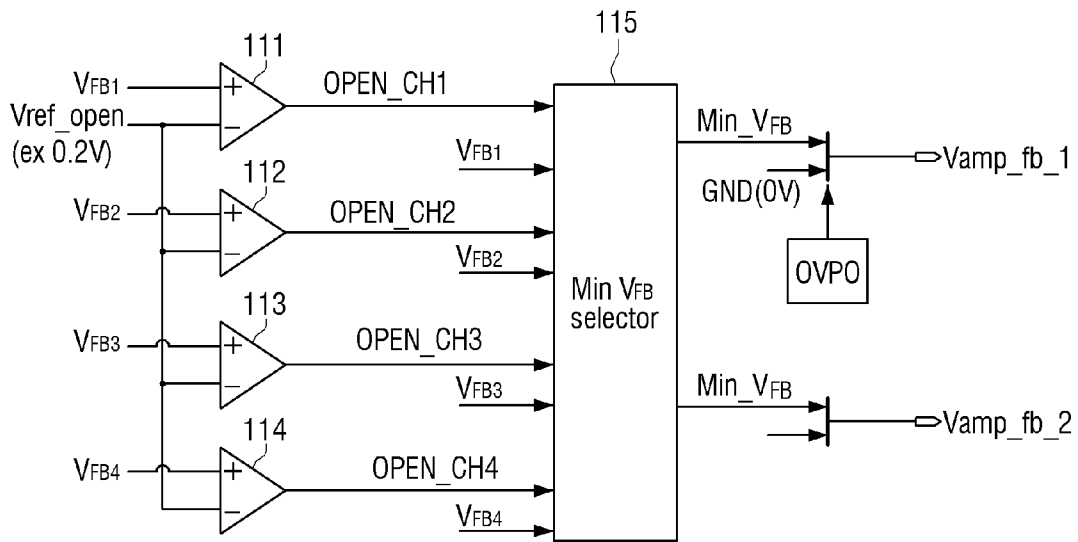 115
111
VFB1
+
OPEN_CH1
Vref_open
(ex 0.2V)
−
Min_VFB
VFB1
Vamp_fb_1
112
GND(0V)
VFB2
+
OPEN_CH2
−
VFB2
OVPO
Min VFB
selector
113
VFB3
+
OPEN_CH3
−
Min_VFB
VFB3
Vamp_fb_2
114
VFB4
+
OPEN_CH4
−
VFB4